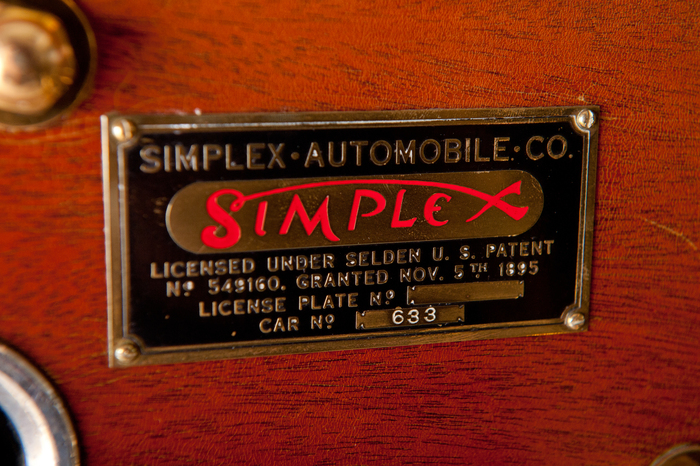 SIMPLEX·AUTOMOBILE·CO.
SIMPLEX
LICENSED UNDER SELDEN U. S. PATENT
Nº 549160. GRANTED NOV. 5TH 1895
LICENSE PLATE Nº
CAR Nº 633